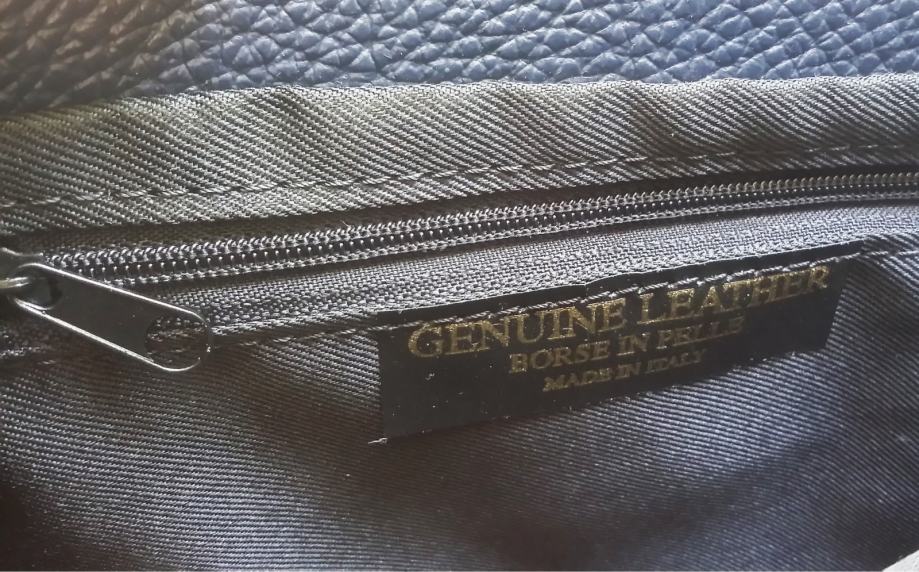 GENUINE LEATHER
BORSE IN PELLE
MADE IN ITALY